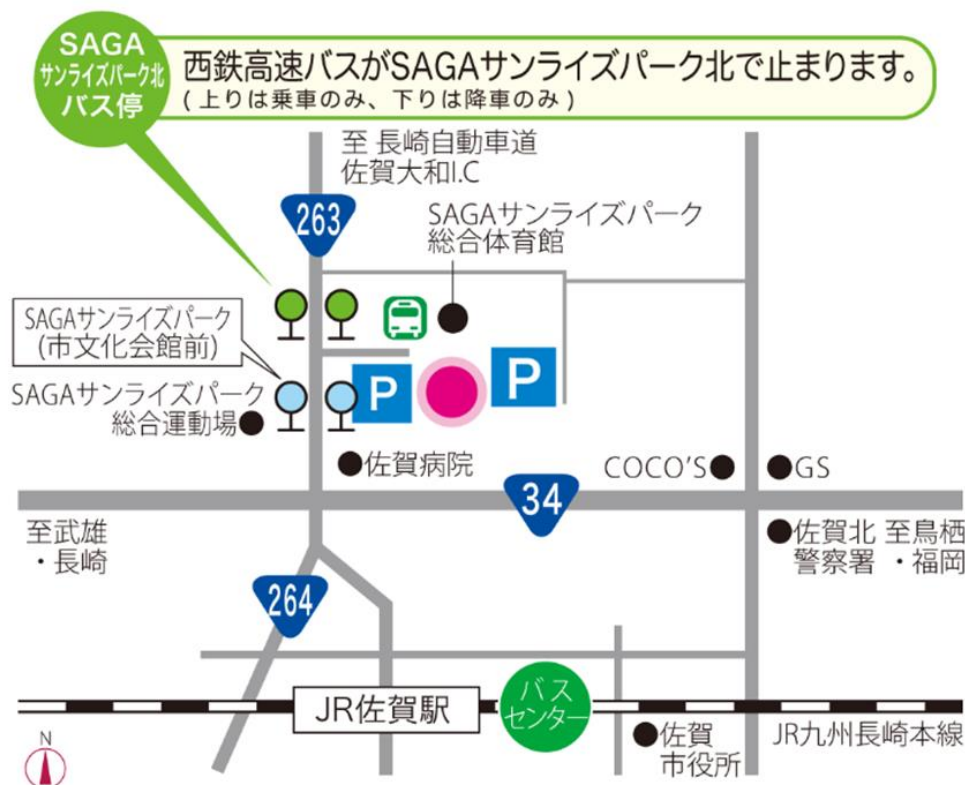 SAGA
サンライズパーク北
バス停
西鉄高速バスがSAGAサンライズパーク北で止まります。
(上りは乗車のみ、下りは降車のみ)
至 長崎自動車道
佐賀大和I.C
263
SAGAサンライズパーク
総合体育館
SAGAサンライズパーク
(市文化会館前)
P
P
SAGAサンライズパーク
総合運動場
佐賀病院
COCO'S
GS
34
至武雄
・長崎
佐賀北
警察署
至鳥栖
・福岡
264
バス
センター
JR佐賀駅
佐賀
市役所
JR九州長崎本線
N